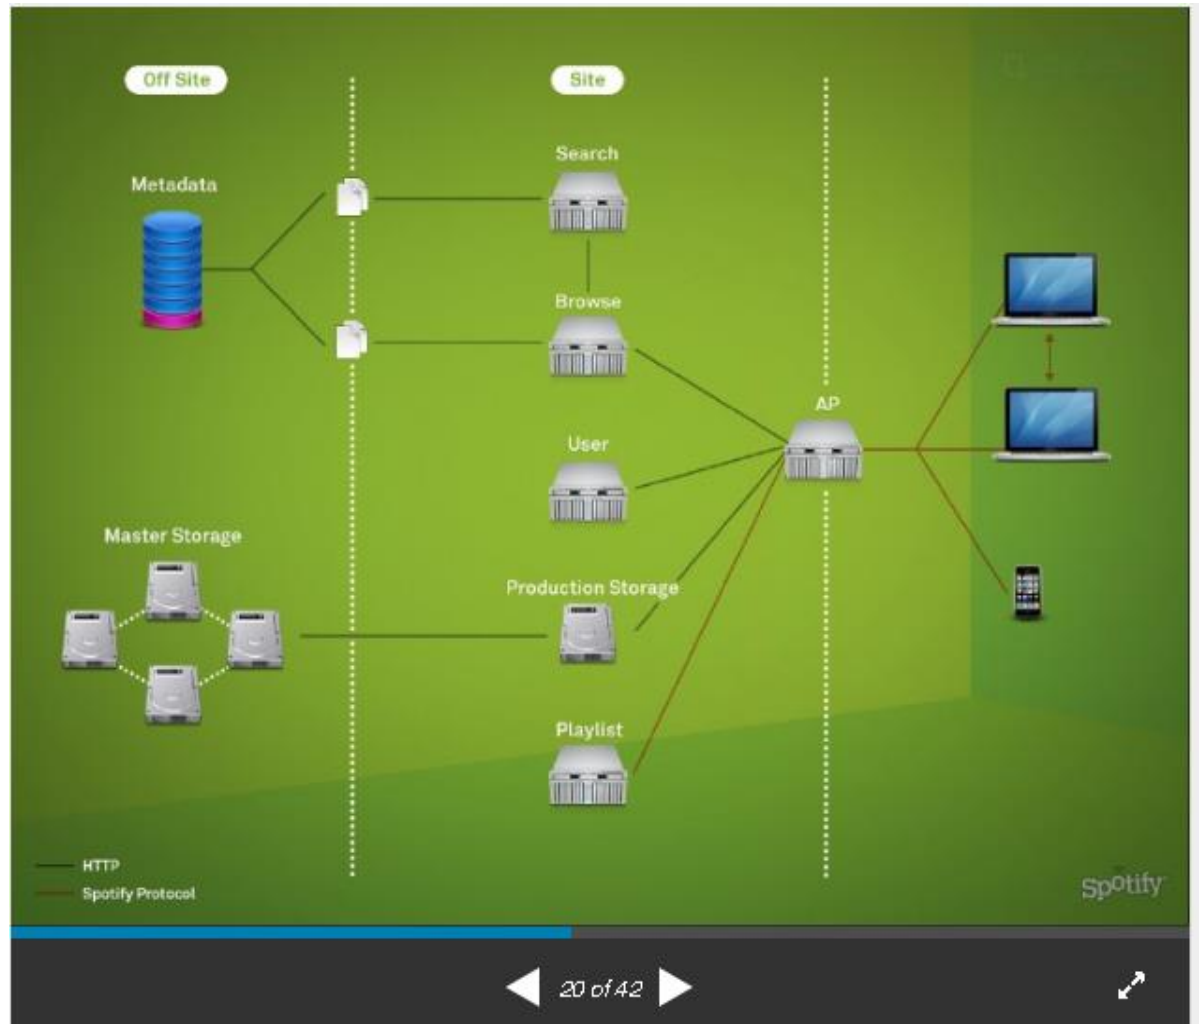 Off Site
Site
Search
Metadata
Browse
AP
User
Master Storage
Production Storage
Playlist
HTTP
Spotify Protocol
Spotify
20 of 42